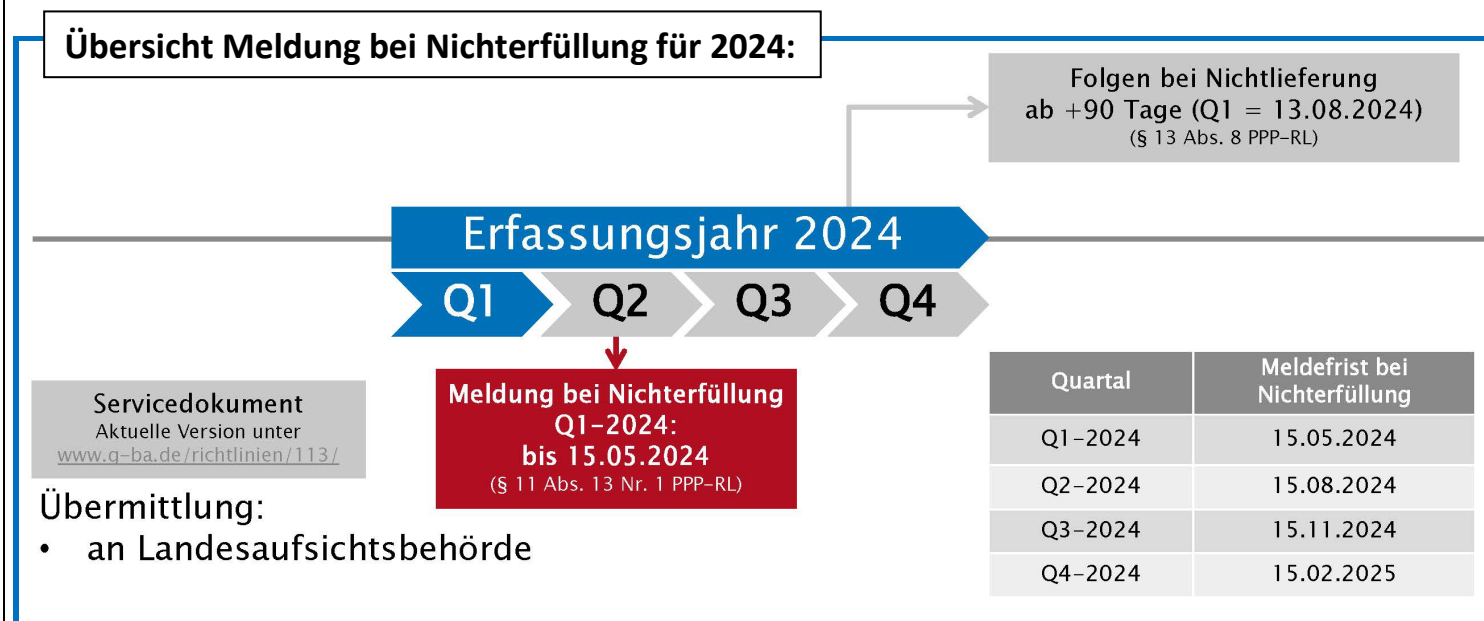 Übersicht Meldung bei Nichterfüllung für 2024:
Folgen bei Nichtlieferung
ab +90 Tage (Q1 = 13.08.2024)
(§ 13 Abs. 8 PPP-RL)
Erfassungsjahr 2024
Q1 Q2 Q3 Q4
Servicedokument
Aktuelle Version unter
www.g-ba.de/richtlinien/113/
Meldung bei Nichterfüllung
Q1-2024:
bis 15.05.2024
(§ 11 Abs. 13 Nr. 1 PPP-RL)
Übermittlung:
• an Landesaufsichtsbehörde
Quartal Meldefrist bei
Nichterfüllung
Q1-2024 15.05.2024
Q2-2024 15.08.2024
Q3-2024 15.11.2024
Q4-2024 15.02.2025